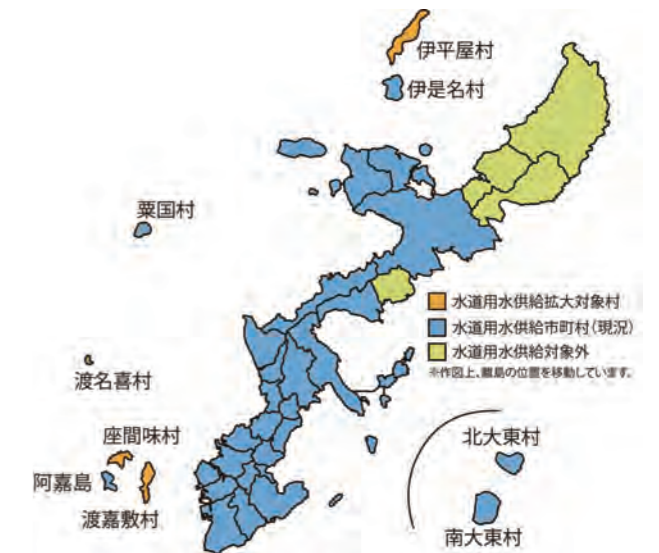 伊平屋村
伊是名村
粟国村
水道用水供給拡大対象村
水道用水供給市町村(現況)
水道用水供給対象外
※作図上、離島の位置を移動しています。
渡名喜村
座間味村
阿嘉島
渡嘉敷村
北大東村
南大東村